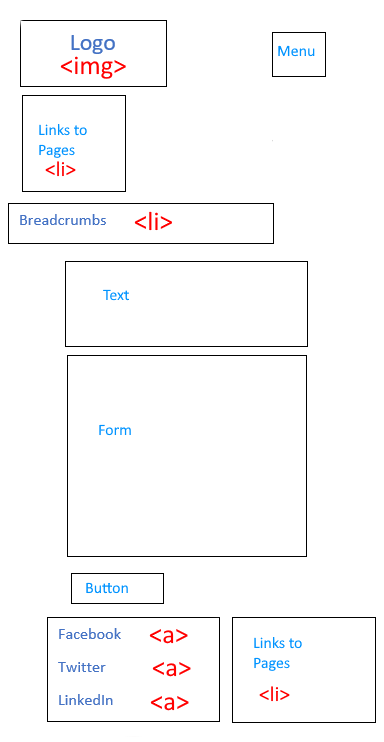 Logo
<img>
Menu
Links to
Pages
<li>
Breadcrumbs <li>
Text
Form
Button
Facebook <a>
Twitter <a>
LinkedIn <a>
Links to
Pages
<li>